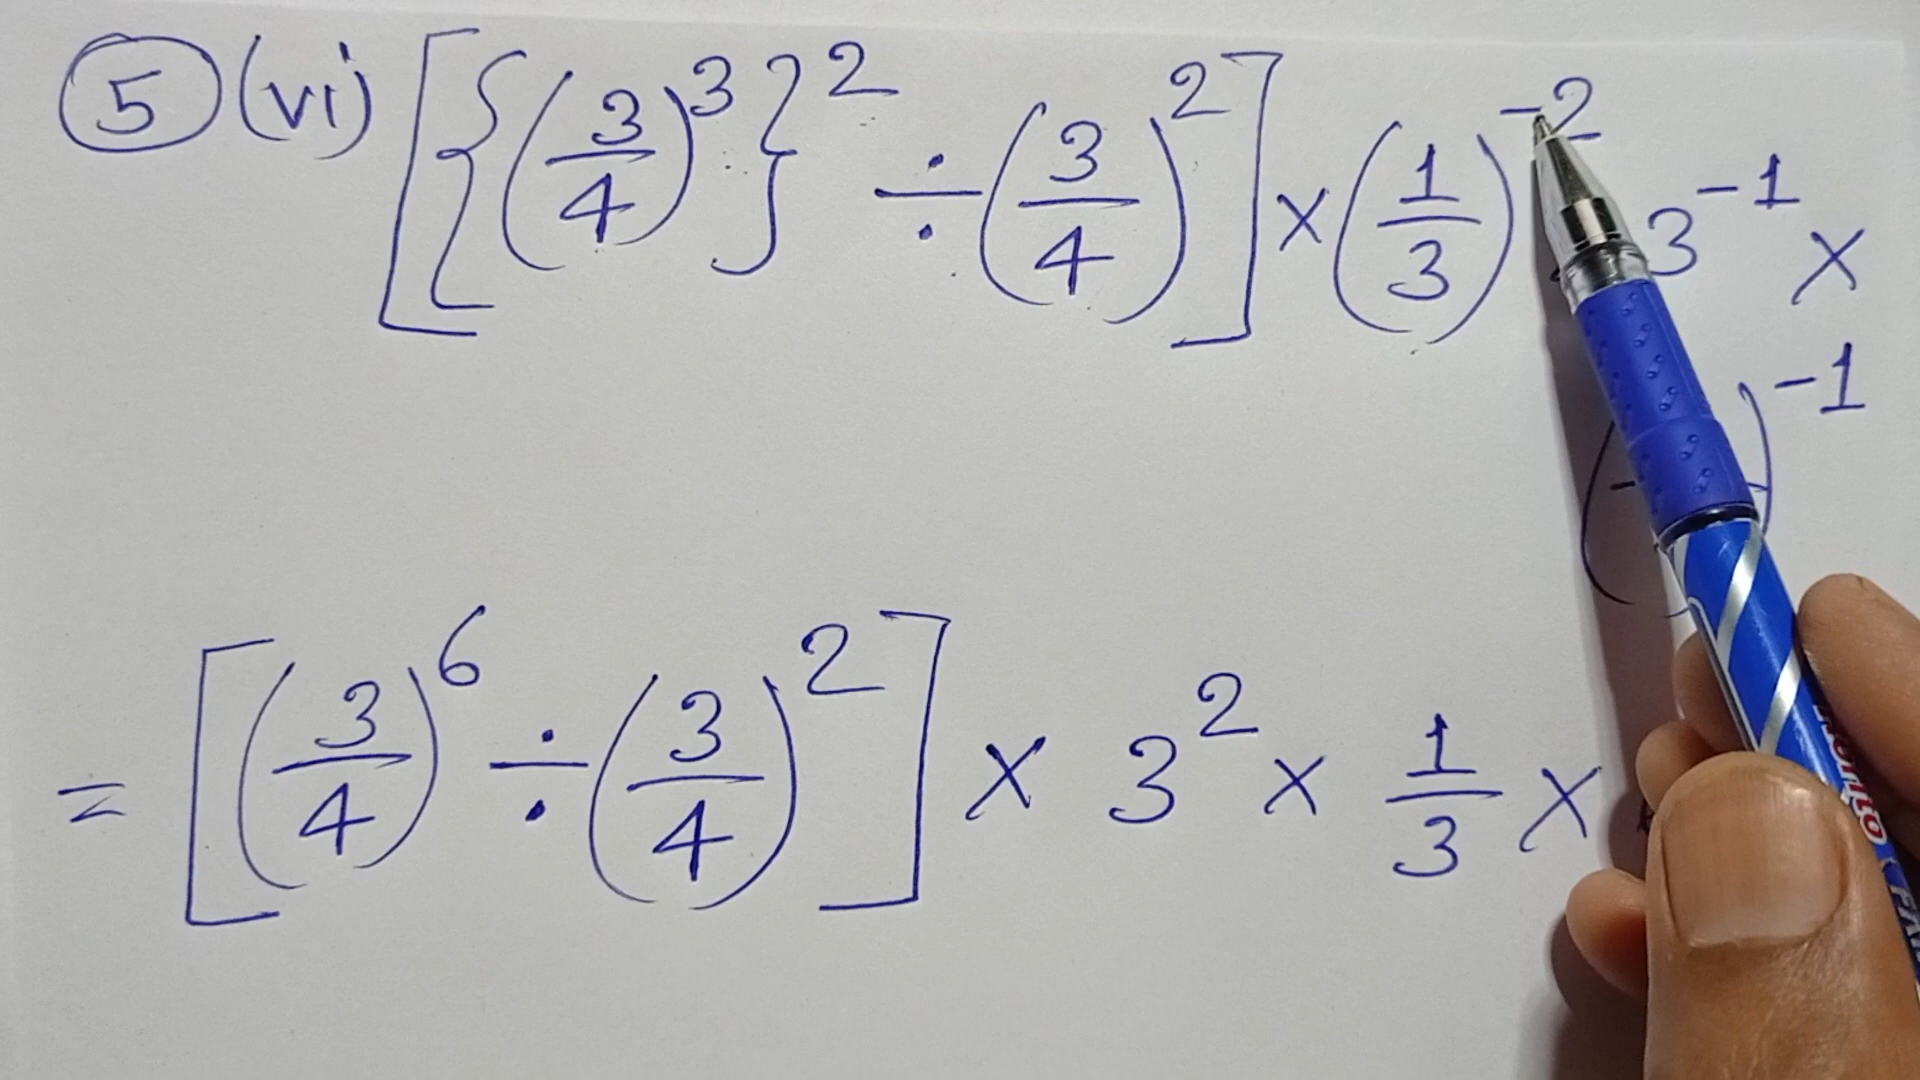 5 (vi) [{(3/4)^3}^2 ÷ (3/4)^2] × (1/3)^-2 3^-1 ×
( )^-1
= [(3/4)^6 ÷ (3/4)^2] × 3^2 × 1/3 ×